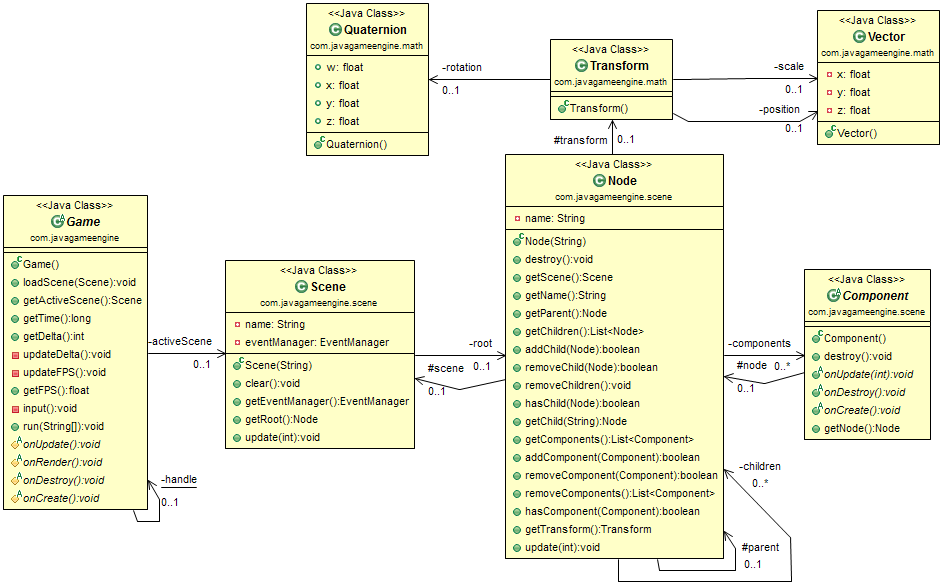 <<Java Class>>
Quaternion
com.javagameengine.math
w: float
x: float
y: float
z: float
Quaternion()
-rotation
0..1
<<Java Class>>
Transform
com.javagameengine.math
Transform()
-scale
0..1
-position
0..1
<<Java Class>>
Vector
com.javagameengine.math
x: float
y: float
z: float
Vector()
#transform
0..1
<<Java Class>>
Game
com.javagameengine
Game()
loadScene(Scene):void
getActiveScene():Scene
getTime():long
getDelta():int
updateDelta():void
updateFPS():void
getFPS():float
input():void
run(String[]):void
onUpdate():void
onRender():void
onDestroy():void
onCreate():void
-handle
0..1
-activeScene
0..1
<<Java Class>>
Scene
com.javagameengine.scene
name: String
eventManager: EventManager
Scene(String)
clear():void
getEventManager():EventManager
getRoot():Node
update(int):void
-root
0..1
#scene
0..1
<<Java Class>>
Node
com.javagameengine.scene
name: String
Node(String)
destroy():void
getScene():Scene
getName():String
getParent():Node
getChildren():List<Node>
addChild(Node):boolean
removeChild(Node):boolean
removeChildren():void
hasChild(Node):boolean
getChild(String):Node
getComponents():List<Component>
addComponent(Component):boolean
removeComponent(Component):boolean
removeComponents():List<Component>
hasComponent(Component):boolean
getTransform():Transform
update(int):void
-components
0..*
#node
0..1
<<Java Class>>
Component
com.javagameengine.scene
Component()
destroy():void
onUpdate(int):void
onDestroy():void
onCreate():void
getNode():Node
-children
0..*
#parent
0..1